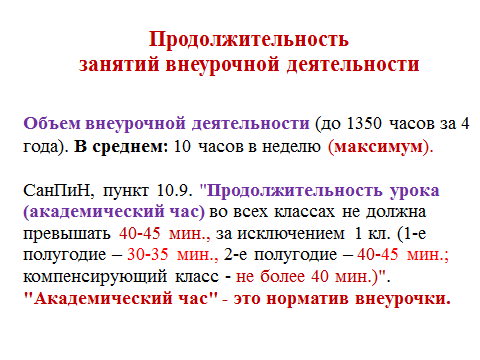 Продолжительность
занятий внеурочной деятельности
Объем внеурочной деятельности (до 1350 часов за 4
года). В среднем: 10 часов в неделю (максимум).
СанПиН, пункт 10.9. "Продолжительность урока
(академический час) во всех классах не должна
превышать 40-45 мин., за исключением 1 кл. (1-е
полугодие – 30-35 мин., 2-е полугодие – 40-45 мин.;
компенсирующий класс - не более 40 мин.)".
"Академический час" - это норматив внеурочки.